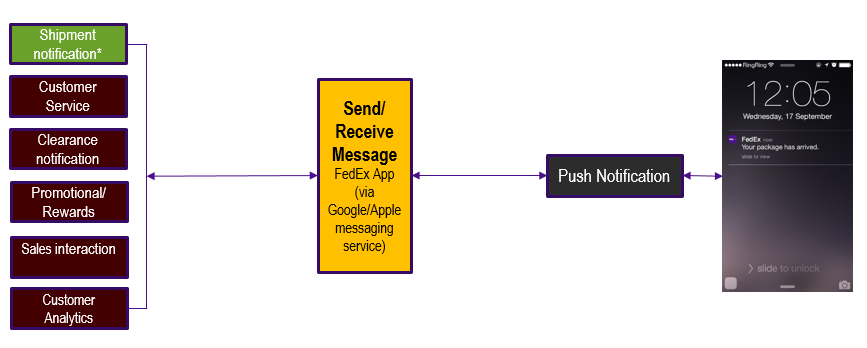 Shipment
notification*
Customer
Service
Clearance
notification
Promotional/
Rewards
Sales interaction
Customer
Analytics
Send/
Receive
Message
FedEx App
(via
Google/Apple
messaging
service)
Push Notification
RingRing
12:05
Wednesday, 17 September
FedEx now
Your package has arrived.
slide to view
> slide to unlock